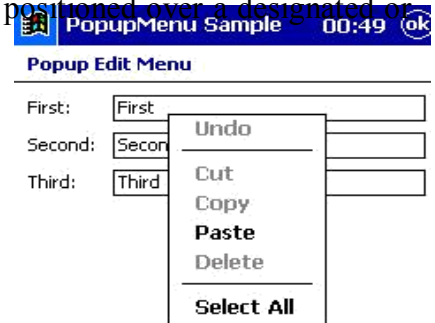 positioned over a designated or
PopupMenu Sample 00:49 ok
Popup Edit Menu
First: First
Second: Secon
Third: Third
Undo
Cut
Copy
Paste
Delete
Select All